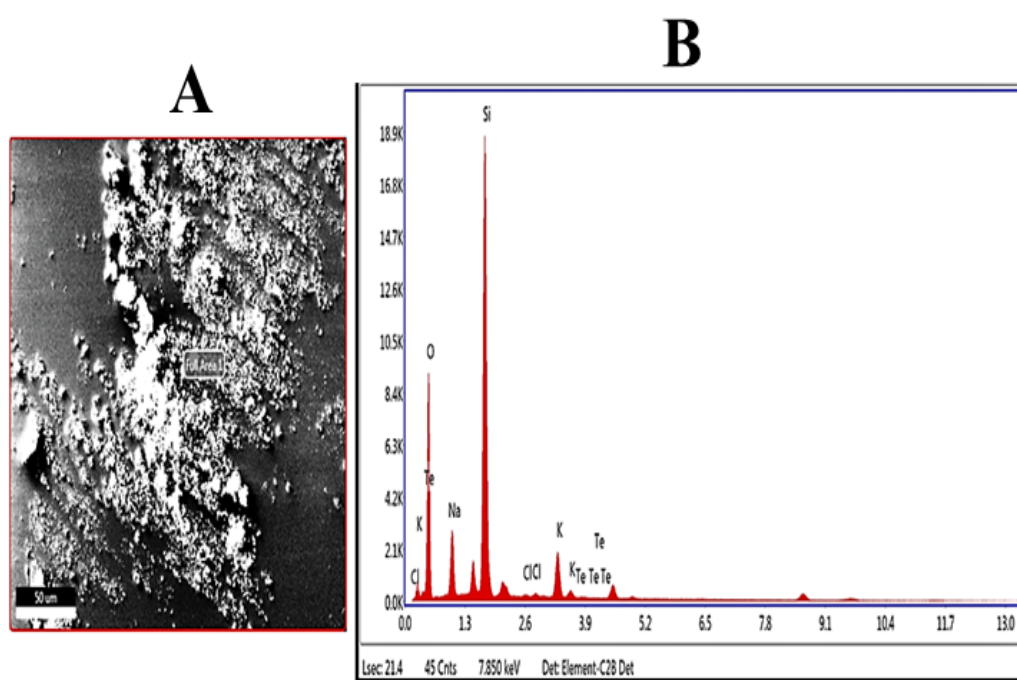 A
B
Full Area 1
50 um
18.9K
16.8K
14.7K
12.6K
10.5K
8.4K
6.3K
4.2K
2.1K
0.0K
Si
O
Te
K
Cl
Na
ClCl
K
K
Te
Te Te Te
0.0 1.3 2.6 3.9 5.2 6.5 7.8 9.1 10.4 11.7 13.0
Lsec: 21.4 45 Cnts 7.850 keV Det: Element-C2B Det